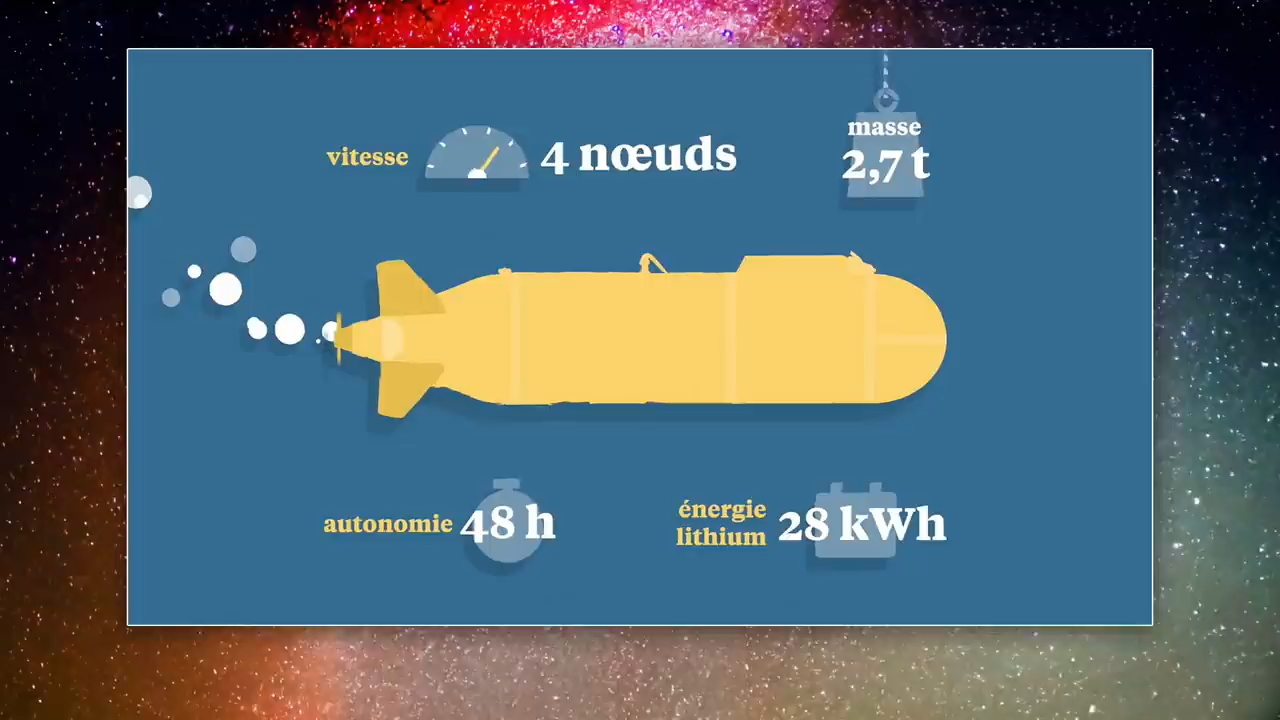 vitesse 4 nœuds
masse
2,7 t
autonomie 48 h
énergie
lithium
28 kWh